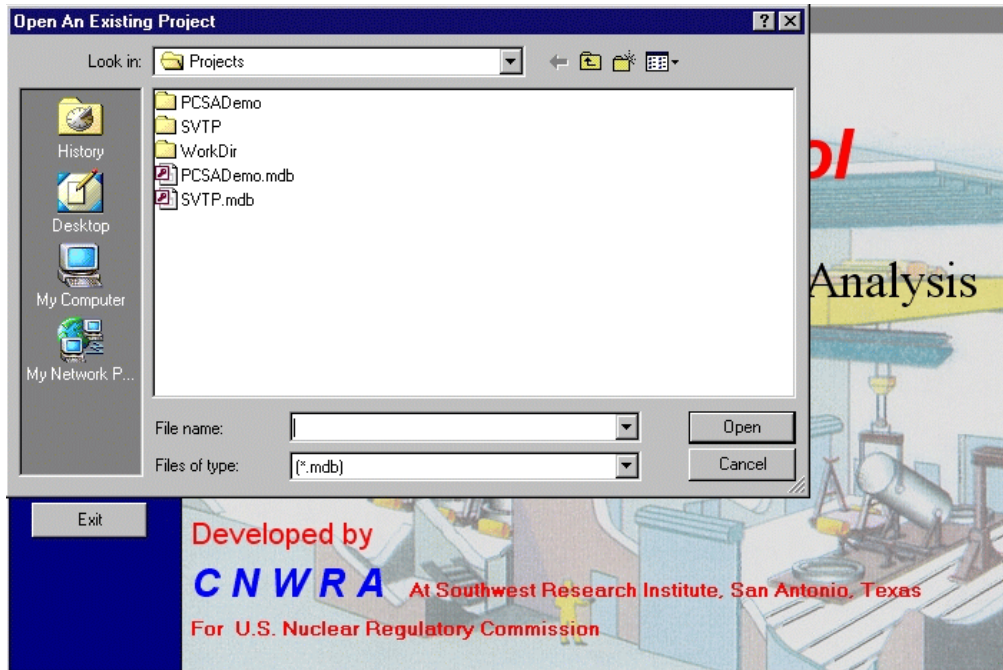 Open An Existing Project
Look in: Projects
History
Desktop
My Computer
My Network P...
PCSADemo
SVTP
WorkDir
PCSADemo.mdb
SVTP.mdb
File name: Open
Files of type: (*.mdb) Cancel
ol
Analysis
Exit
Developed by
C N W R A At Southwest Research Institute, San Antonio, Texas
For U.S. Nuclear Regulatory Commission